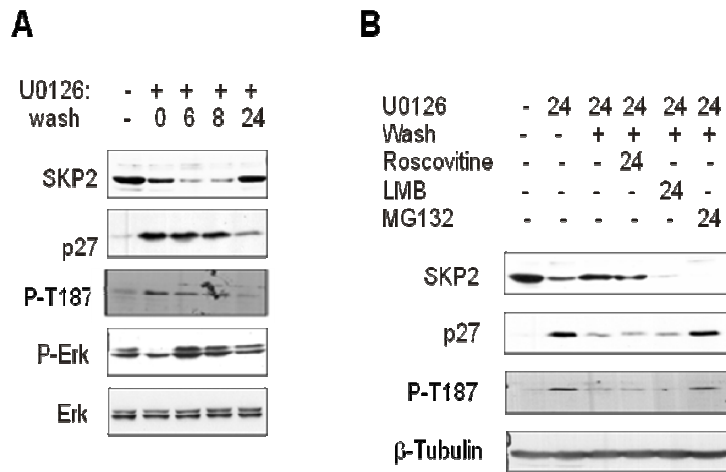 A
U0126: - + + + +
wash - 0 6 8 24
SKP2
p27
P-T187
P-Erk
Erk
B
U0126 - 24 24 24 24 24
Wash - - + + + +
Roscovitine - - - 24 - -
LMB - - - - 24 -
MG132 - - - - - 24
SKP2
p27
P-T187
β-Tubulin